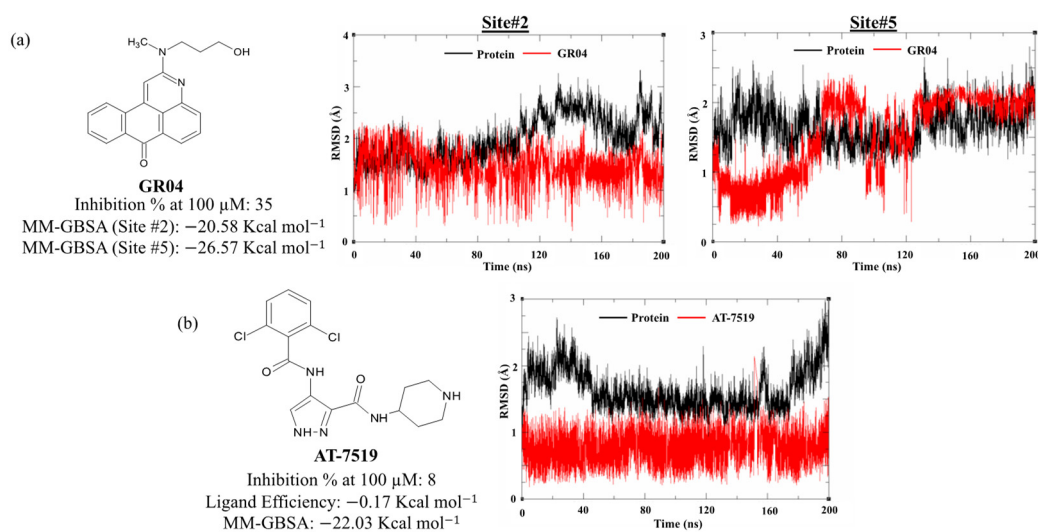 (a)
H₃C
N
OH
N
O
GR04
Inhibition % at 100 µM: 35
MM-GBSA (Site #2): −20.58 Kcal mol⁻¹
MM-GBSA (Site #5): −26.57 Kcal mol⁻¹
Site#2
Protein GR04
RMSD (Å)
4
3
2
1
0
0 40 80 120 160 200
Time (ns)
Site#5
Protein GR04
RMSD (Å)
3
2
1
0
0 40 80 120 160 200
Time (ns)
(b)
Cl Cl
O NH
O
NH
NH
NH N
AT-7519
Inhibition % at 100 µM: 8
Ligand Efficiency: −0.17 Kcal mol⁻¹
MM-GBSA: −22.03 Kcal mol⁻¹
Protein AT-7519
RMSD (Å)
3
2
1
0
0 40 80 120 160 200
Time (ns)